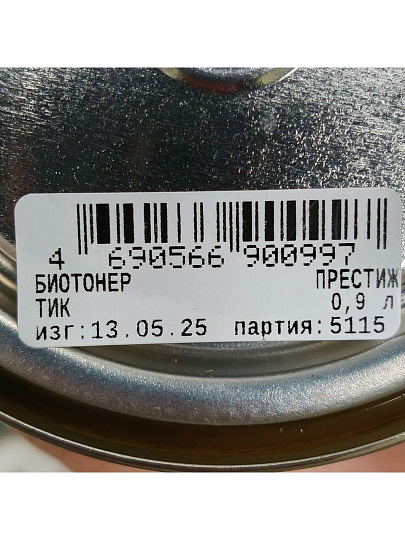 4 690566 900997
БИОТОНЕР ПРЕСТИЖ
ТИК 0,9 л
изг:13.05.25 партия:5115